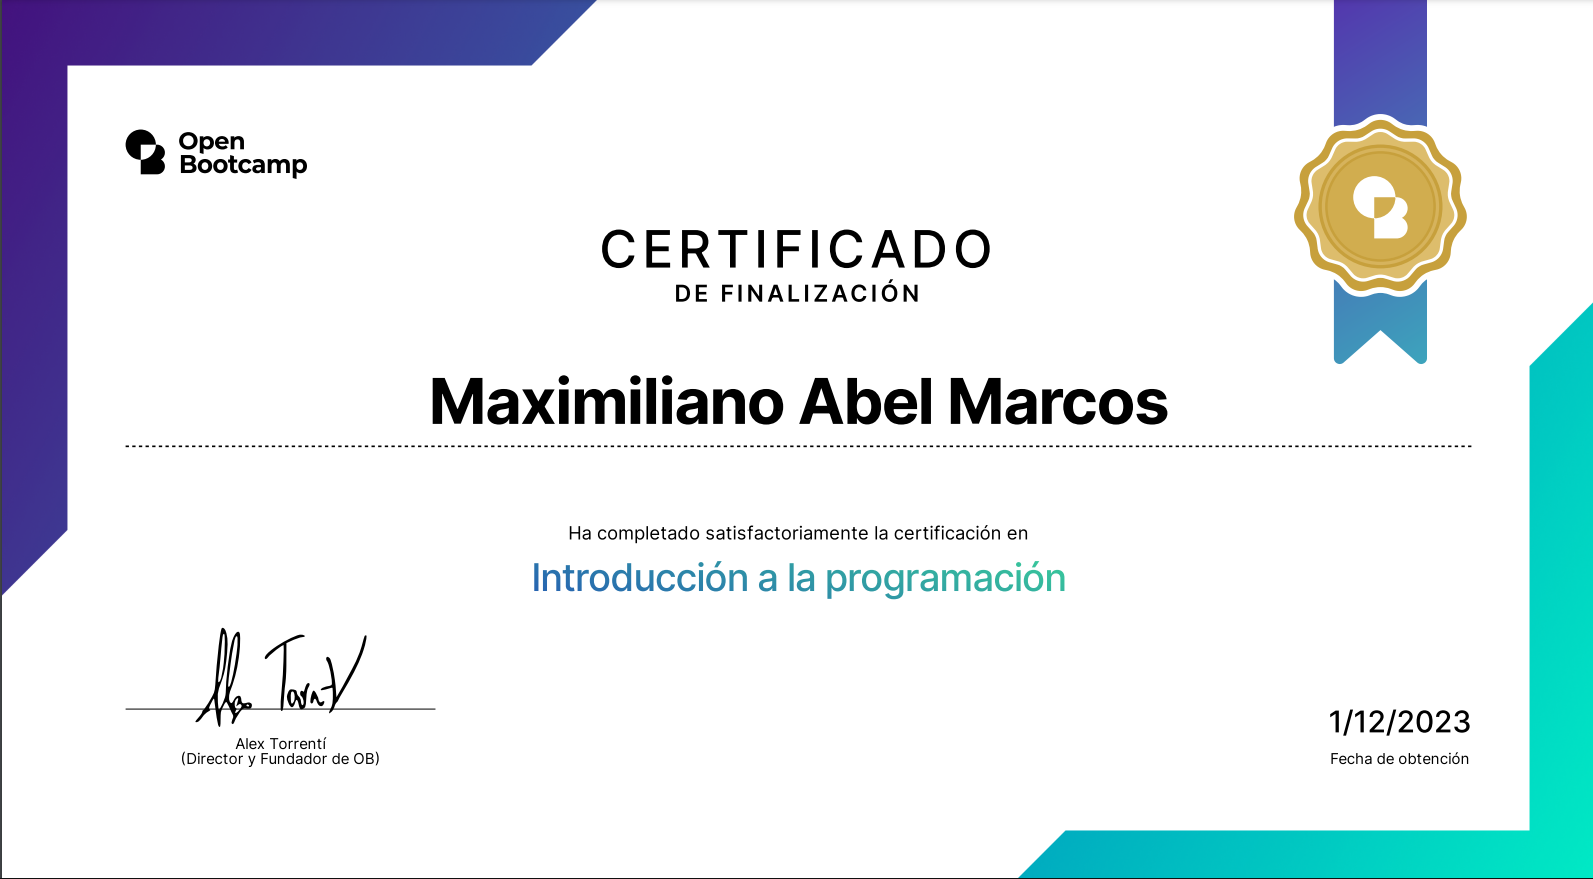 Open
Bootcamp
CERTIFICADO
DE FINALIZACIÓN
Maximiliano Abel Marcos
Ha completado satisfactoriamente la certificación en
Introducción a la programación
Alex Torrentí
(Director y Fundador de OB)
1/12/2023
Fecha de obtención